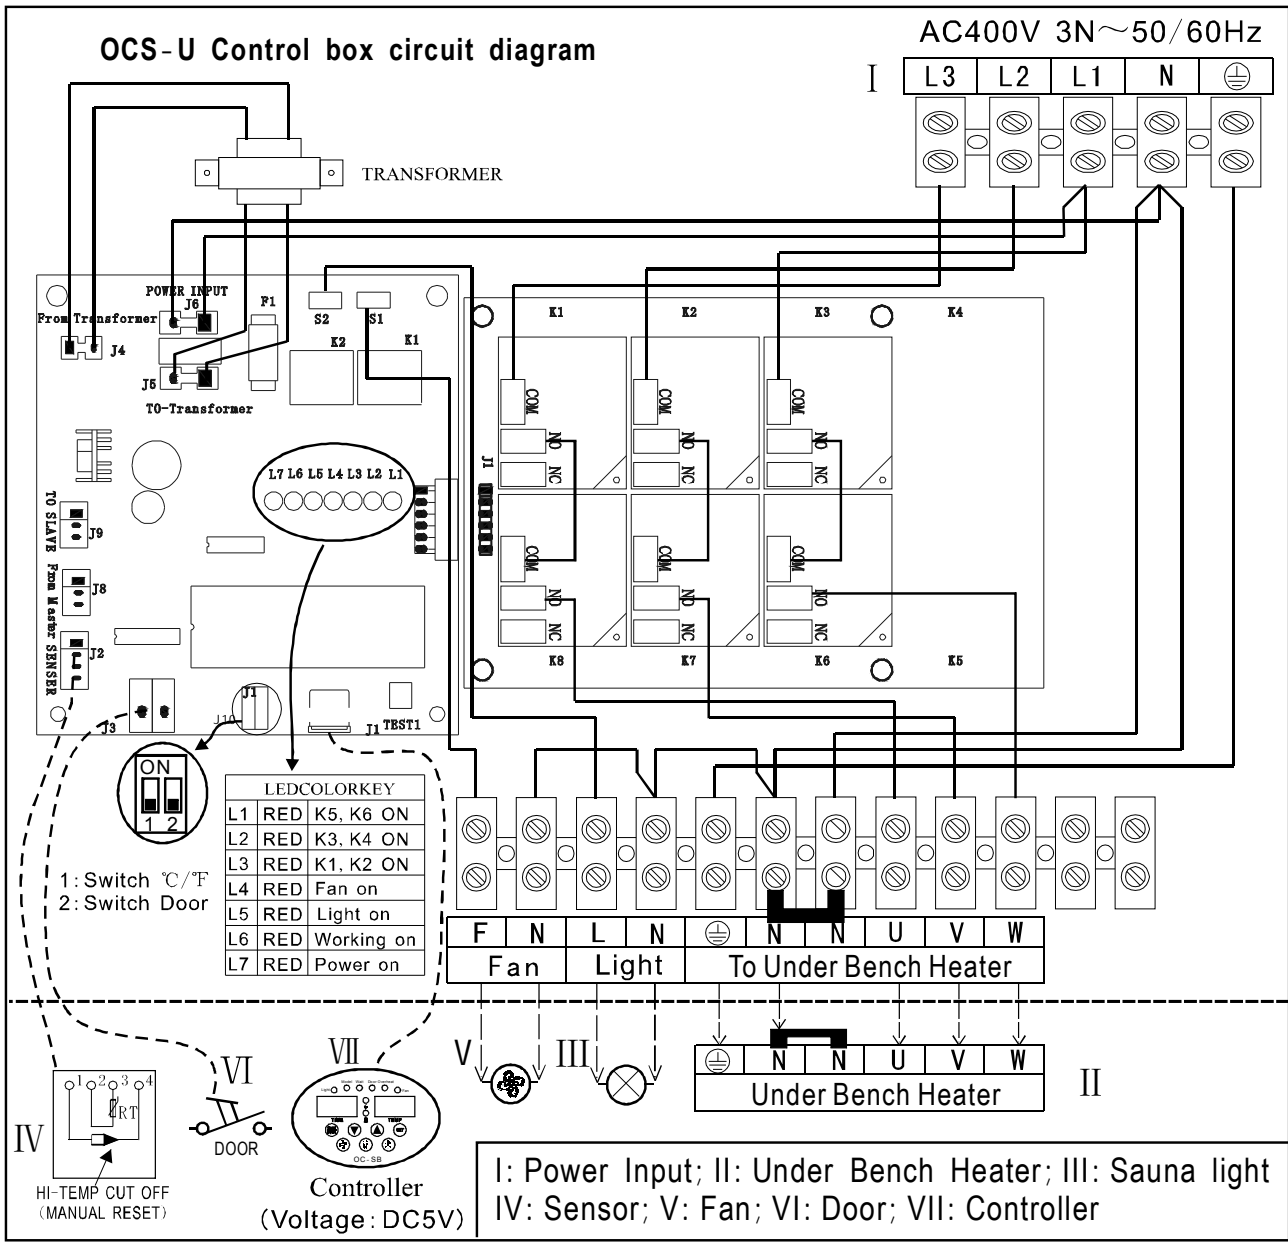 OCS-U Control box circuit diagram
AC400V 3N～50/60Hz
I
L3 L2 L1 N
TRANSFORMER
POWER INPUT
J6
F1
From Transformer
J4
S2 S1
K2 K1
J5
TO-Transformer
K1 K2 K3 K4
COM COM COM
NO NO NO
NC NC NC
J1
L7 L6 L5 L4 L3 L2 L1
TO SLAVE
J9
From Master
J8
SENSER
J2
COM COM COM
NO NO NO
NC NC NC
K8 K7 K6 K5
J3
J10
J1
J1 TEST1
ON
1 2
1: Switch ℃/℉
2: Switch Door
LEDCOLORKEY
L1 RED K5, K6 ON
L2 RED K3, K4 ON
L3 RED K1, K2 ON
L4 RED Fan on
L5 RED Light on
L6 RED Working on
L7 RED Power on
F N L N N N U V W
Fan Light To Under Bench Heater
N N U V W
Under Bench Heater
II
V
III
VI
DOOR
VII
OC-SB
Controller
(Voltage: DC5V)
IV
1 2 3 4
RT
HI-TEMP CUT OFF
(MANUAL RESET)
I: Power Input; II: Under Bench Heater; III: Sauna light
IV: Sensor; V: Fan; VI: Door; VII: Controller